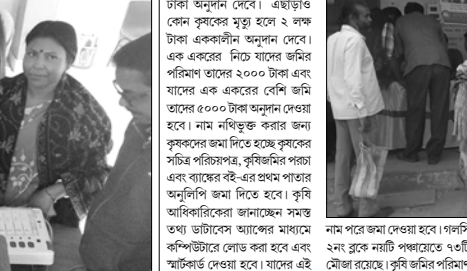 টাকা অনুদান দেবে। এছাড়াও
কোন কৃষকের মৃত্যু হলে ২ লক্ষ
টাকা এককালীন অনুদান দেবে।
এক একরের নিচে যাদের জমির
পরিমাণ তাদের ২০০০ টাকা এবং
যাদের এক একরের বেশি জমি
তাদের ৫০০০ টাকা অনুদান দেওয়া
হবে। নাম নথিভুক্ত করার জন্য
কৃষকদের জমা দিতে হচ্ছে কৃষকের
সচিত্র পরিচয়পত্র, কৃষিজমির পরচা
এবং ব্যাঙ্কের বই-এর প্রথম পাতার
অনুলিপি জমা দিতে হবে। কৃষি
আধিকারিকেরা জানাচ্ছেন সমস্ত
তথ্য ডাটাবেস অ্যাপের মাধ্যমে
কম্পিউটারে লোড করা হবে এবং
স্মার্টকার্ড দেওয়া হবে। যাদের এই
নাম পরে জমা দেওয়া হবে। গলসি
২নং ব্লকে নয়টি পঞ্চায়েতে ৭৩টি
মৌজা রয়েছে। কৃষি জমির পরিমাণ